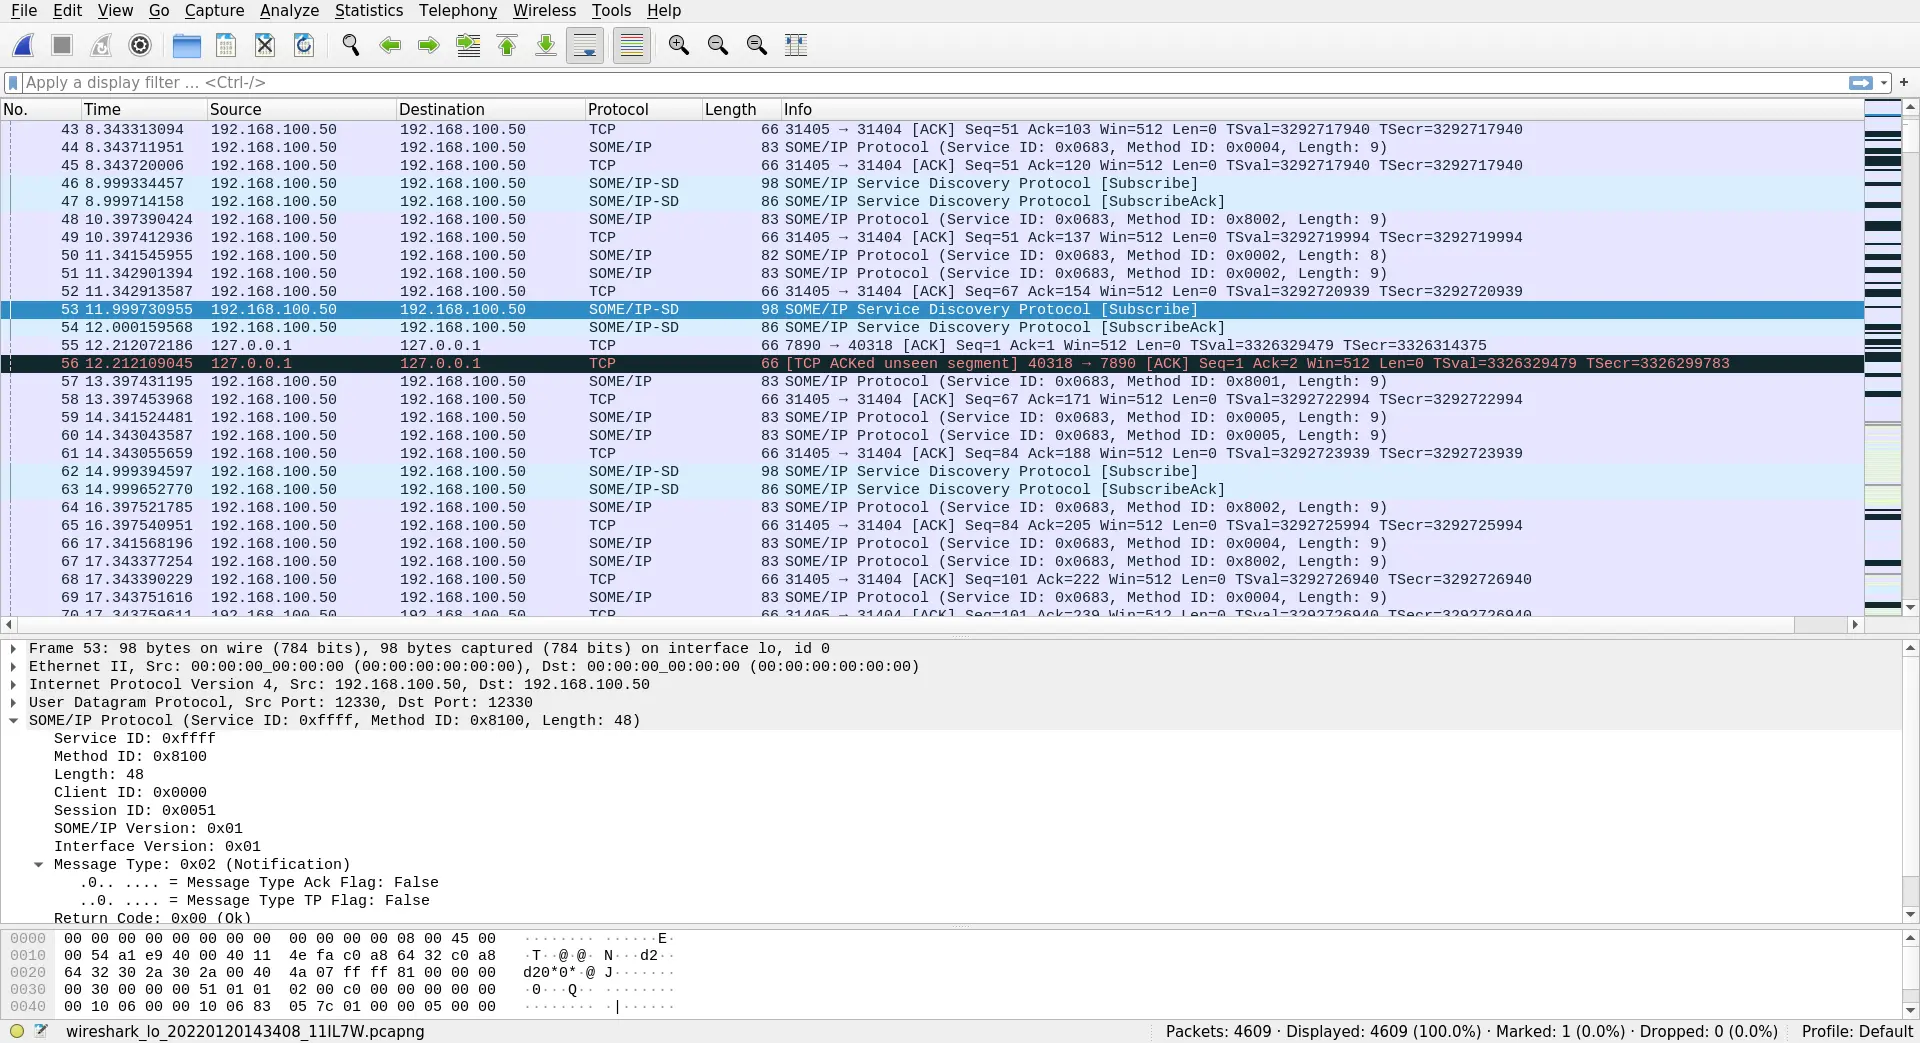 File Edit View Go Capture Analyze Statistics Telephony Wireless Tools Help
Apply a display filter ... <Ctrl-/>
No. Time Source Destination Protocol Length Info
43 8.343313094 192.168.100.50 192.168.100.50 TCP 66 31405 → 31404 [ACK] Seq=51 Ack=103 Win=512 Len=0 TSval=3292717940 TSecr=3292717940
44 8.343711951 192.168.100.50 192.168.100.50 SOME/IP 83 SOME/IP Protocol (Service ID: 0x0683, Method ID: 0x0004, Length: 9)
45 8.343720006 192.168.100.50 192.168.100.50 TCP 66 31405 → 31404 [ACK] Seq=51 Ack=120 Win=512 Len=0 TSval=3292717940 TSecr=3292717940
46 8.999334457 192.168.100.50 192.168.100.50 SOME/IP-SD 98 SOME/IP Service Discovery Protocol [Subscribe]
47 8.999714158 192.168.100.50 192.168.100.50 SOME/IP-SD 86 SOME/IP Service Discovery Protocol [SubscribeAck]
48 10.397390424 192.168.100.50 192.168.100.50 SOME/IP 83 SOME/IP Protocol (Service ID: 0x0683, Method ID: 0x8002, Length: 9)
49 10.397412936 192.168.100.50 192.168.100.50 TCP 66 31405 → 31404 [ACK] Seq=51 Ack=137 Win=512 Len=0 TSval=3292719994 TSecr=3292719994
50 11.341545955 192.168.100.50 192.168.100.50 SOME/IP 82 SOME/IP Protocol (Service ID: 0x0683, Method ID: 0x0002, Length: 8)
51 11.342901394 192.168.100.50 192.168.100.50 SOME/IP 83 SOME/IP Protocol (Service ID: 0x0683, Method ID: 0x0002, Length: 9)
52 11.342913587 192.168.100.50 192.168.100.50 TCP 66 31405 → 31404 [ACK] Seq=67 Ack=154 Win=512 Len=0 TSval=3292720939 TSecr=3292720939
53 11.999730955 192.168.100.50 192.168.100.50 SOME/IP-SD 98 SOME/IP Service Discovery Protocol [Subscribe]
54 12.000159568 192.168.100.50 192.168.100.50 SOME/IP-SD 86 SOME/IP Service Discovery Protocol [SubscribeAck]
55 12.212072186 127.0.0.1 127.0.0.1 TCP 66 7890 → 40318 [ACK] Seq=1 Ack=1 Win=512 Len=0 TSval=3326329479 TSecr=3326314375
56 12.212109045 127.0.0.1 127.0.0.1 TCP 66 [TCP ACKed unseen segment] 40318 → 7890 [ACK] Seq=1 Ack=2 Win=512 Len=0 TSval=3326329479 TSecr=3326299783
57 13.397431195 192.168.100.50 192.168.100.50 SOME/IP 83 SOME/IP Protocol (Service ID: 0x0683, Method ID: 0x8001, Length: 9)
58 13.397453968 192.168.100.50 192.168.100.50 TCP 66 31405 → 31404 [ACK] Seq=67 Ack=171 Win=512 Len=0 TSval=3292722994 TSecr=3292722994
59 14.341524481 192.168.100.50 192.168.100.50 SOME/IP 83 SOME/IP Protocol (Service ID: 0x0683, Method ID: 0x0005, Length: 9)
60 14.343043587 192.168.100.50 192.168.100.50 SOME/IP 83 SOME/IP Protocol (Service ID: 0x0683, Method ID: 0x0005, Length: 9)
61 14.343055659 192.168.100.50 192.168.100.50 TCP 66 31405 → 31404 [ACK] Seq=84 Ack=188 Win=512 Len=0 TSval=3292723939 TSecr=3292723939
62 14.999394597 192.168.100.50 192.168.100.50 SOME/IP-SD 98 SOME/IP Service Discovery Protocol [Subscribe]
63 14.999652770 192.168.100.50 192.168.100.50 SOME/IP-SD 86 SOME/IP Service Discovery Protocol [SubscribeAck]
64 16.397521785 192.168.100.50 192.168.100.50 SOME/IP 83 SOME/IP Protocol (Service ID: 0x0683, Method ID: 0x8002, Length: 9)
65 16.397540951 192.168.100.50 192.168.100.50 TCP 66 31405 → 31404 [ACK] Seq=84 Ack=205 Win=512 Len=0 TSval=3292725994 TSecr=3292725994
66 17.341568196 192.168.100.50 192.168.100.50 SOME/IP 83 SOME/IP Protocol (Service ID: 0x0683, Method ID: 0x0004, Length: 9)
67 17.343377254 192.168.100.50 192.168.100.50 SOME/IP 83 SOME/IP Protocol (Service ID: 0x0683, Method ID: 0x8002, Length: 9)
68 17.343390229 192.168.100.50 192.168.100.50 TCP 66 31405 → 31404 [ACK] Seq=101 Ack=222 Win=512 Len=0 TSval=3292726940 TSecr=3292726940
69 17.343751616 192.168.100.50 192.168.100.50 SOME/IP 83 SOME/IP Protocol (Service ID: 0x0683, Method ID: 0x0004, Length: 9)
70 17.343759611 192.168.100.50 192.168.100.50 TCP 66 31405 → 31404 [ACK] Seq=101 Ack=239 Win=512 Len=0 TSval=3292726940 TSecr=3292726940
Frame 53: 98 bytes on wire (784 bits), 98 bytes captured (784 bits) on interface lo, id 0
Ethernet II, Src: 00:00:00_00:00:00 (00:00:00:00:00:00), Dst: 00:00:00_00:00:00 (00:00:00:00:00:00)
Internet Protocol Version 4, Src: 192.168.100.50, Dst: 192.168.100.50
User Datagram Protocol, Src Port: 12330, Dst Port: 12330
SOME/IP Protocol (Service ID: 0xffff, Method ID: 0x8100, Length: 48)
Service ID: 0xffff
Method ID: 0x8100
Length: 48
Client ID: 0x0000
Session ID: 0x0051
SOME/IP Version: 0x01
Interface Version: 0x01
Message Type: 0x02 (Notification)
.0.. .... = Message Type Ack Flag: False
..0. .... = Message Type TP Flag: False
Return Code: 0x00 (Ok)
0000 00 00 00 00 00 00 00 00 00 00 00 00 08 00 45 00 ········ ······E·
0010 00 54 a1 e9 40 00 40 11 4e fa c0 a8 64 32 c0 a8 ·T··@·@· N···d2··
0020 64 32 30 2a 30 2a 00 40 4a 07 ff ff 81 00 00 00 d20*0*·@ J·······
0030 00 30 00 00 00 51 01 01 02 00 c0 00 00 00 00 00 ·0···Q·· ········
0040 00 10 06 00 00 10 06 83 05 7c 01 00 00 05 00 00 ········ ·|······
wireshark_lo_20220120143408_11IL7W.pcapng Packets: 4609 · Displayed: 4609 (100.0%) · Marked: 1 (0.0%) · Dropped: 0 (0.0%) Profile: Default